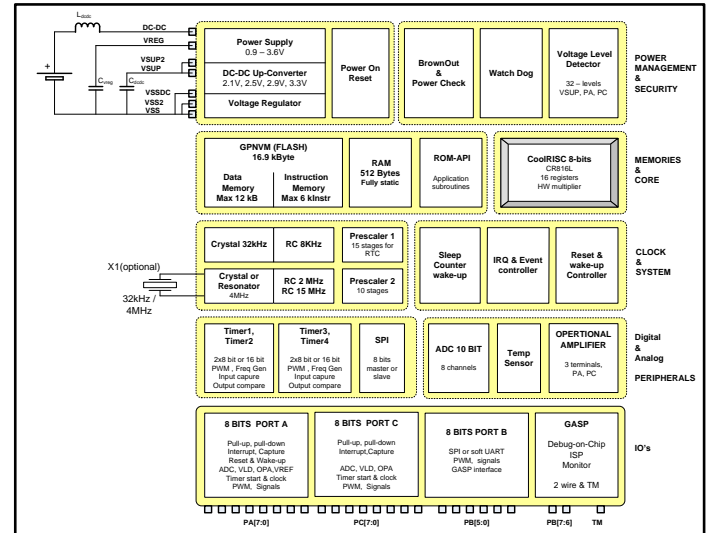 L dcdc
DC-DC
VREG
VSUP2
VSUP
C vreg
C dcdc
VSSDC
VSS2
VSS
+
Power Supply
0.9 – 3.6V
DC-DC Up-Converter
2.1V, 2.5V, 2.9V, 3.3V
Voltage Regulator
Power On
Reset
BrownOut
&
Power Check
Watch Dog
Voltage Level
Detector
32 – levels
VSUP, PA, PC
POWER
MANAGEMENT
&
SECURITY
GPNVM (FLASH)
16.9 kByte
Data
Memory
Max 12 kB
Instruction
Memory
Max 6 kInstr
RAM
512 Bytes
Fully static
ROM-API
Application
subroutines
CoolRISC 8-bits
CR816L
16 registers
HW multiplier
MEMORIES
&
CORE
Crystal 32kHz
RC 8KHz
Prescaler 1
15 stages for
RTC
Crystal or
Resonator
4MHz
RC 2 MHz
RC 15 MHz
Prescaler 2
10 stages
X1(optional)
32kHz /
4MHz
Sleep
Counter
wake-up
IRQ & Event
controller
Reset &
wake-up
Controller
CLOCK
&
SYSTEM
Timer1,
Timer2
2x8 bit or 16 bit
PWM , Freq Gen
Input capure
Output compare
Timer3,
Timer4
2x8 bit or 16 bit
PWM , Freq Gen
Input capure
Output compare
SPI
8 bits
master or
slave
ADC 10 BIT
8 channels
Temp
Sensor
OPERTIONAL
AMPLIFIER
3 terminals,
PA, PC
Digital
&
Analog
PERIPHERALS
8 BITS PORT A
Pull-up, pull-down
Interrupt, Capture
Reset & Wake-up
ADC, VLD, OPA,VREF
Timer start & clock
PWM, Signals
8 BITS PORT C
Pull-up, pull-down
Interrupt,Capture
ADC, VLD, OPA
Timer start & clock
PWM, Signals
8 BITS PORT B
SPI or soft UART
PWM, signals
GASP interface
GASP
Debug-on-Chip
ISP
Monitor
2 wire & TM
IO's
PA[7:0]
PC[7:0]
PB[5:0]
PB[7:6]
TM